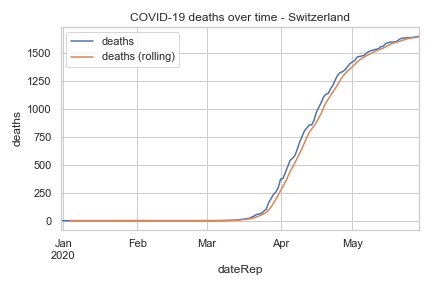 COVID-19 deaths over time - Switzerland
deaths
deaths (rolling)
deaths
1500
1250
1000
750
500
250
0
Jan Feb Mar Apr May
2020
dateRep